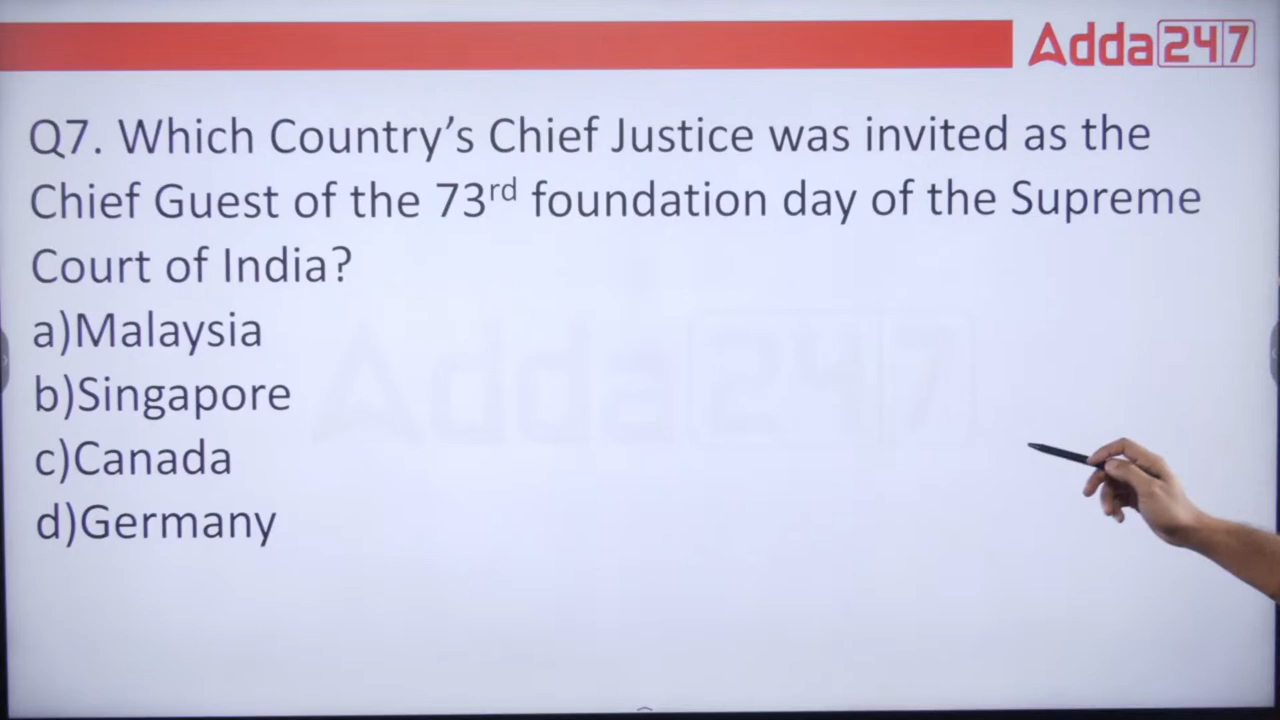 Adda247
Q7. Which Country’s Chief Justice was invited as the
Chief Guest of the 73rd foundation day of the Supreme
Court of India?
a)Malaysia
b)Singapore
c)Canada
d)Germany
Adda247